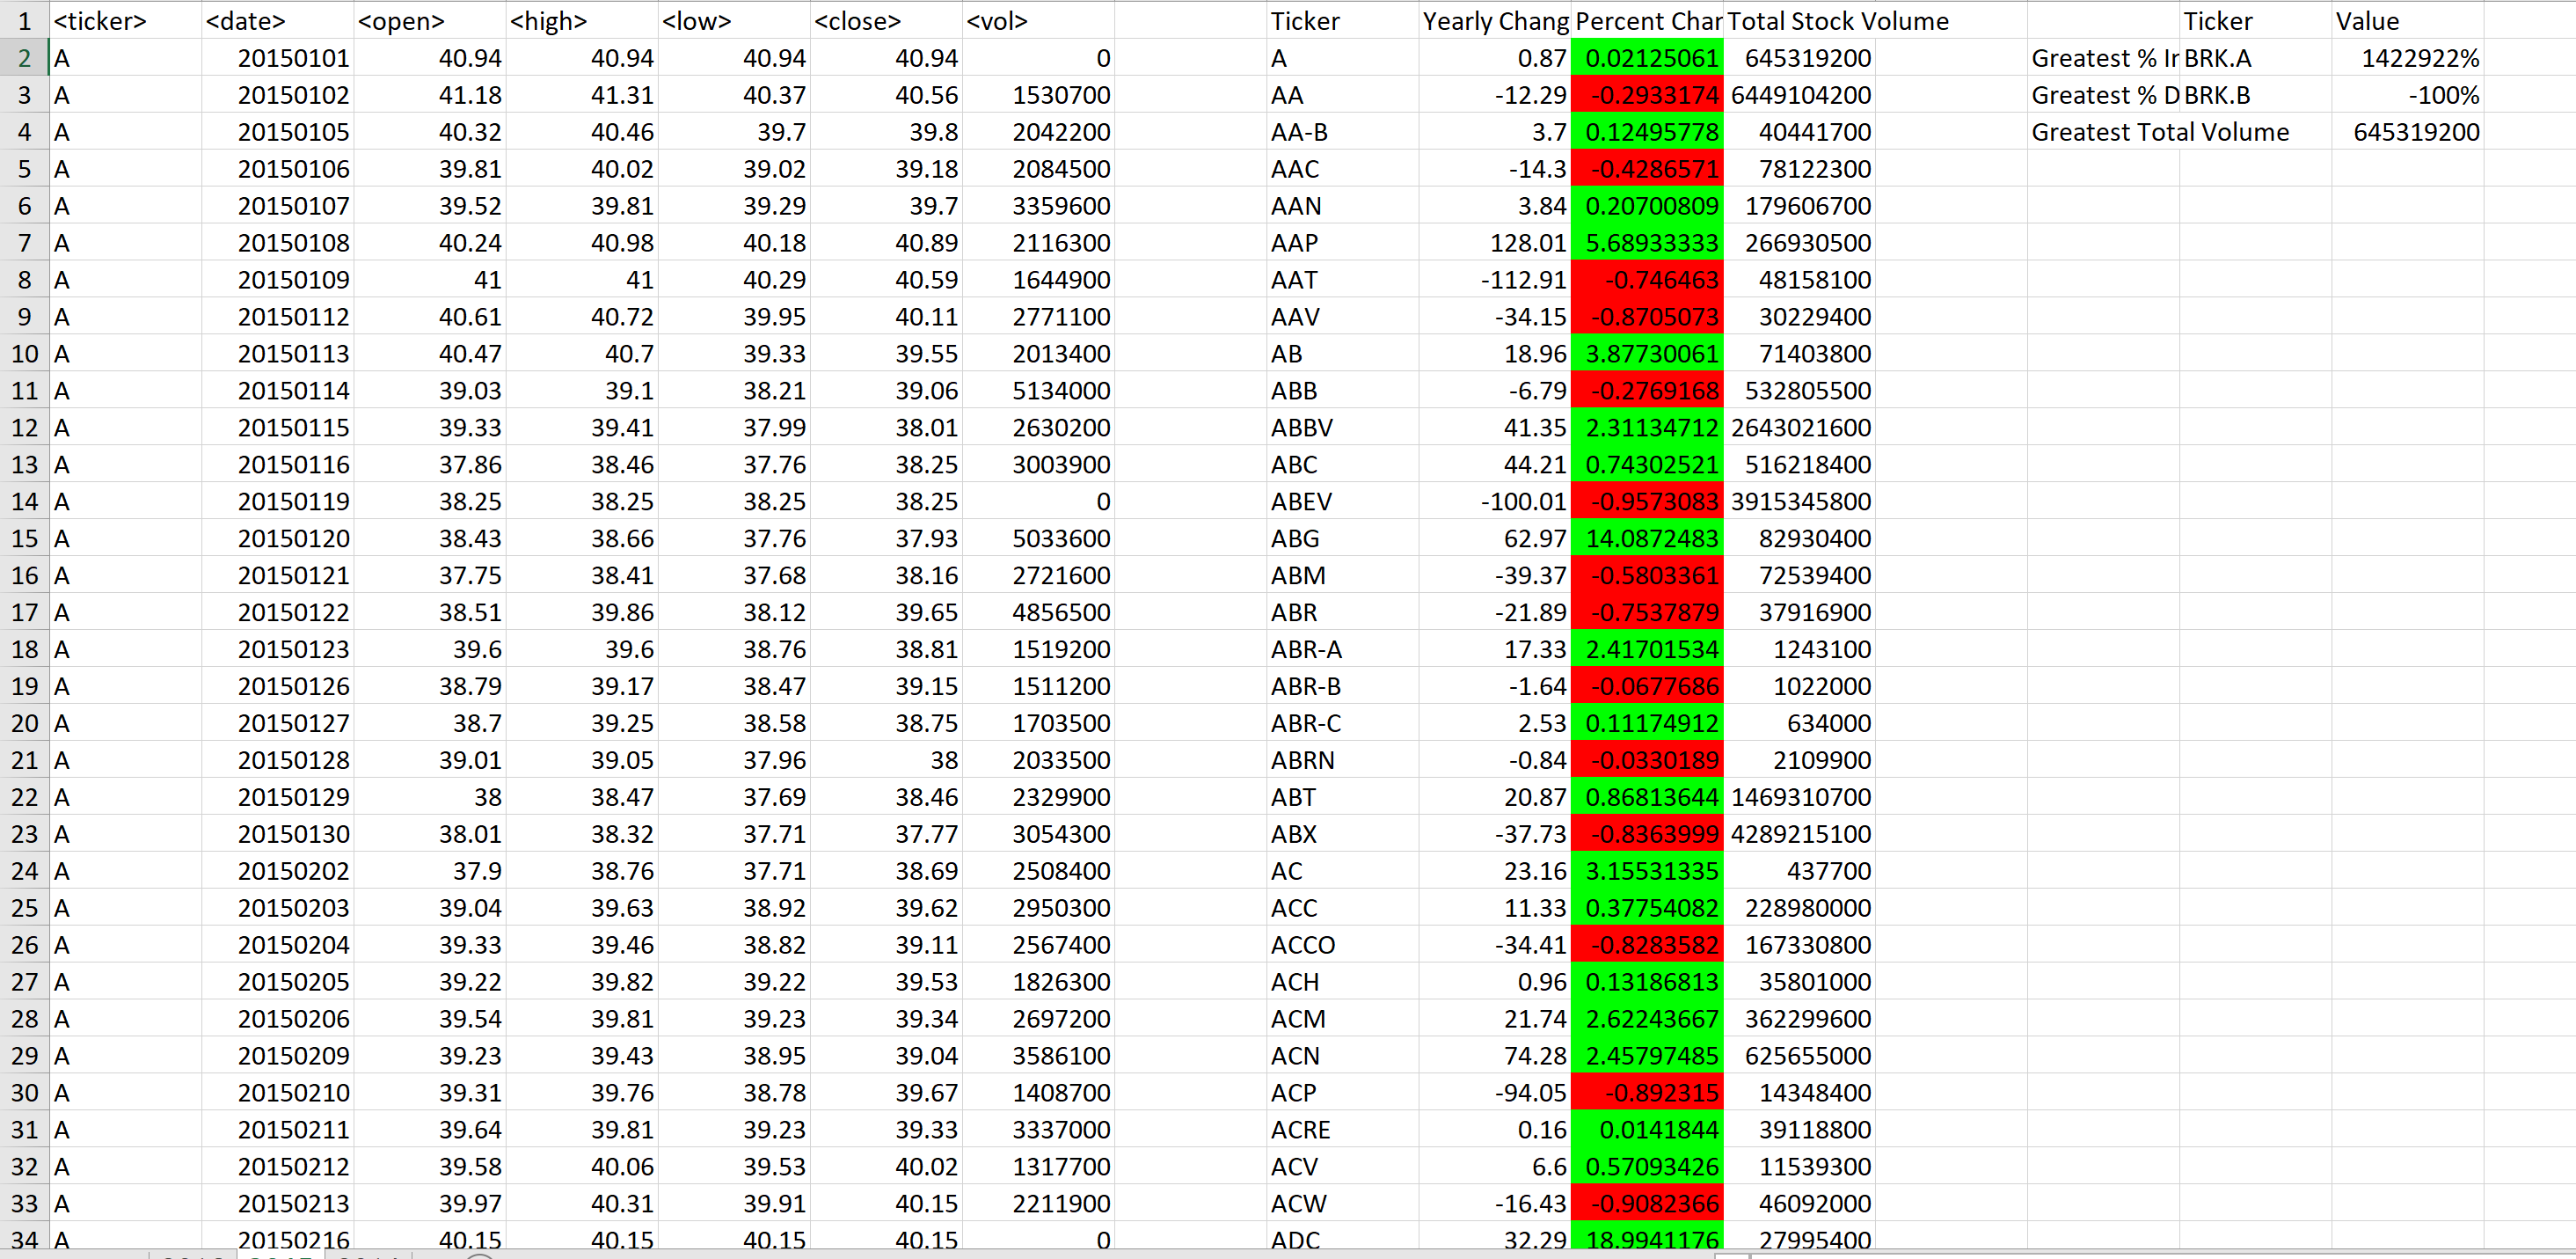 1 <ticker> <date> <open> <high> <low> <close> <vol> Ticker Yearly Chang Percent Char Total Stock Volume Ticker Value
2 A 20150101 40.94 40.94 40.94 40.94 0 A 0.87 0.02125061 645319200 Greatest % Ir BRK.A 1422922%
3 A 20150102 41.18 41.31 40.37 40.56 1530700 AA -12.29 -0.2933174 6449104200 Greatest % D BRK.B -100%
4 A 20150105 40.32 40.46 39.7 39.8 2042200 AA-B 3.7 0.12495778 40441700 Greatest Total Volume 645319200
5 A 20150106 39.81 40.02 39.02 39.18 2084500 AAC -14.3 -0.4286571 78122300
6 A 20150107 39.52 39.81 39.29 39.7 3359600 AAN 3.84 0.20700809 179606700
7 A 20150108 40.24 40.98 40.18 40.89 2116300 AAP 128.01 5.68933333 266930500
8 A 20150109 41 41 40.29 40.59 1644900 AAT -112.91 -0.746463 48158100
9 A 20150112 40.61 40.72 39.95 40.11 2771100 AAV -34.15 -0.8705073 30229400
10 A 20150113 40.47 40.7 39.33 39.55 2013400 AB 18.96 3.87730061 71403800
11 A 20150114 39.03 39.1 38.21 39.06 5134000 ABB -6.79 -0.2769168 532805500
12 A 20150115 39.33 39.41 37.99 38.01 2630200 ABBV 41.35 2.31134712 2643021600
13 A 20150116 37.86 38.46 37.76 38.25 3003900 ABC 44.21 0.74302521 516218400
14 A 20150119 38.25 38.25 38.25 38.25 0 ABEV -100.01 -0.9573083 3915345800
15 A 20150120 38.43 38.66 37.76 37.93 5033600 ABG 62.97 14.0872483 82930400
16 A 20150121 37.75 38.41 37.68 38.16 2721600 ABM -39.37 -0.5803361 72539400
17 A 20150122 38.51 39.86 38.12 39.65 4856500 ABR -21.89 -0.7537879 37916900
18 A 20150123 39.6 39.6 38.76 38.81 1519200 ABR-A 17.33 2.41701534 1243100
19 A 20150126 38.79 39.17 38.47 39.15 1511200 ABR-B -1.64 -0.0677686 1022000
20 A 20150127 38.7 39.25 38.58 38.75 1703500 ABR-C 2.53 0.11174912 634000
21 A 20150128 39.01 39.05 37.96 38 2033500 ABRN -0.84 -0.0330189 2109900
22 A 20150129 38 38.47 37.69 38.46 2329900 ABT 20.87 0.86813644 1469310700
23 A 20150130 38.01 38.32 37.71 37.77 3054300 ABX -37.73 -0.8363999 4289215100
24 A 20150202 37.9 38.76 37.71 38.69 2508400 AC 23.16 3.15531335 437700
25 A 20150203 39.04 39.63 38.92 39.62 2950300 ACC 11.33 0.37754082 228980000
26 A 20150204 39.33 39.46 38.82 39.11 2567400 ACCO -34.41 -0.8283582 167330800
27 A 20150205 39.22 39.82 39.22 39.53 1826300 ACH 0.96 0.13186813 35801000
28 A 20150206 39.54 39.81 39.23 39.34 2697200 ACM 21.74 2.62243667 362299600
29 A 20150209 39.23 39.43 38.95 39.04 3586100 ACN 74.28 2.45797485 625655000
30 A 20150210 39.31 39.76 38.78 39.67 1408700 ACP -94.05 -0.892315 14348400
31 A 20150211 39.64 39.81 39.23 39.33 3337000 ACRE 0.16 0.0141844 39118800
32 A 20150212 39.58 40.06 39.53 40.02 1317700 ACV 6.6 0.57093426 11539300
33 A 20150213 39.97 40.31 39.91 40.15 2211900 ACW -16.43 -0.9082366 46092000
34 A 20150216 40.15 40.15 40.15 40.15 0 ADC 32.29 18.9941176 27995400